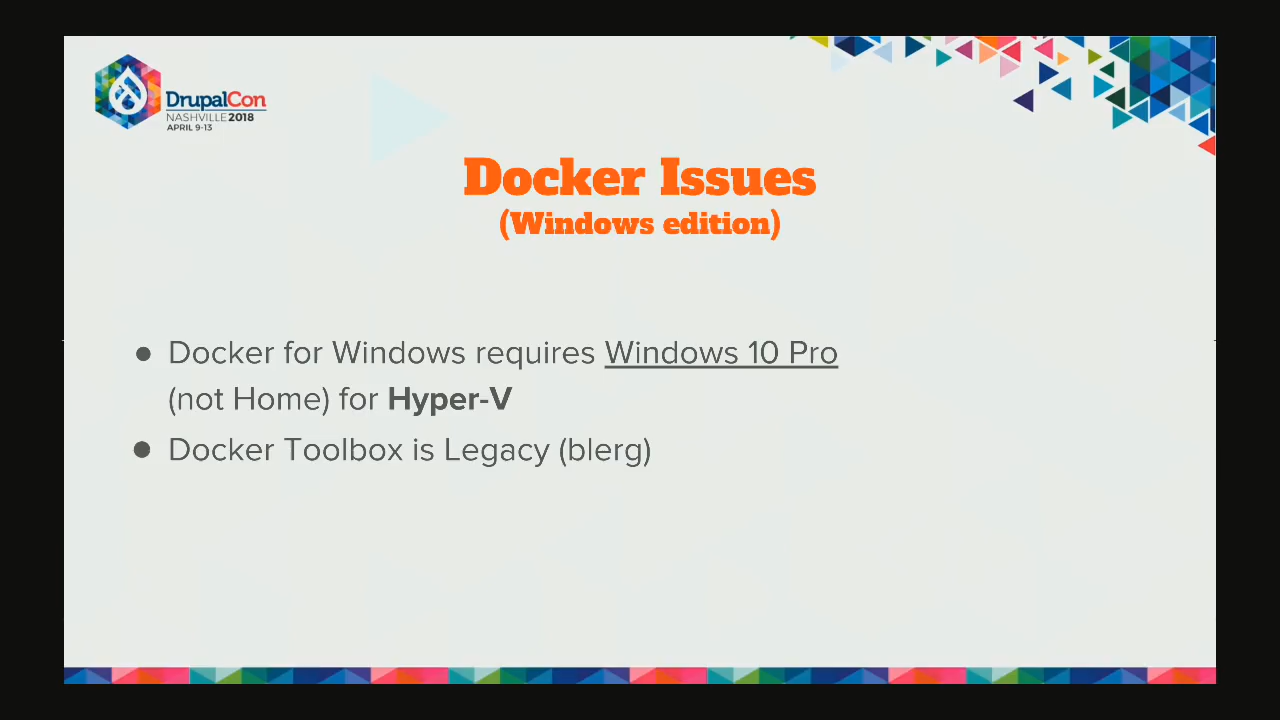 DrupalCon
NASHVILLE 2018
APRIL 9-13
Docker Issues
(Windows edition)
● Docker for Windows requires Windows 10 Pro
(not Home) for Hyper-V
● Docker Toolbox is Legacy (blerg)